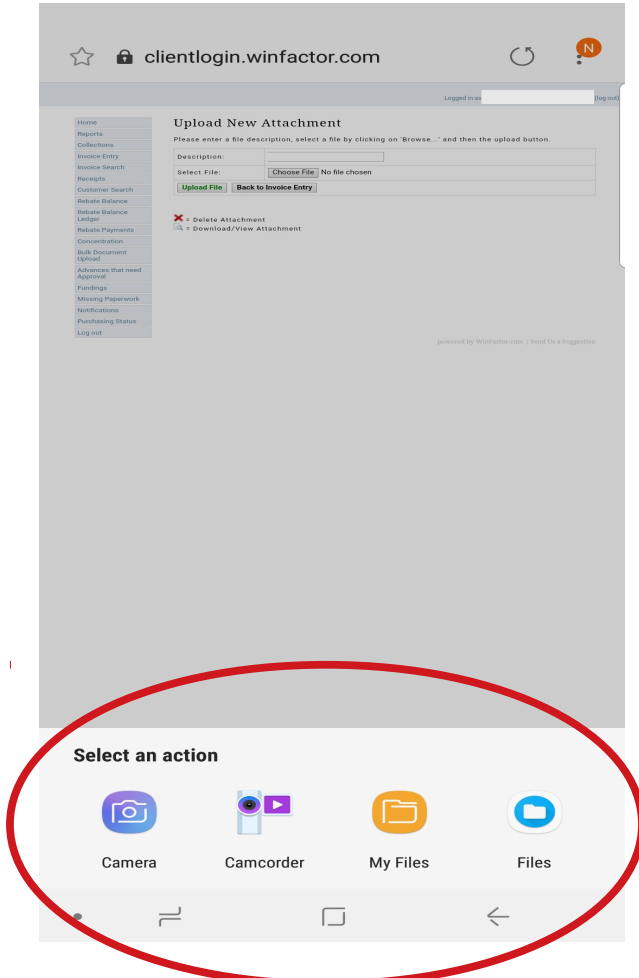 clientlogin.winfactor.com
N
Logged in as
(log out)
Home
Reports
Collections
Invoice Entry
Invoice Search
Receipts
Customer Search
Rebate Balance
Rebate Balance
Ledger
Rebate Payments
Concentration
Bulk Document
Upload
Advances that need
Approval
Fundings
Missing Paperwork
Notifications
Purchasing Status
Log out
Upload New Attachment
Please enter a file description, select a file by clicking on 'Browse...' and then the upload button.
Description:
Select File: Choose File No file chosen
Upload File Back to Invoice Entry
= Delete Attachment
= Download/View Attachment
powered by WinFactor.com | Send Us a Suggestion
Select an action
Camera Camcorder My Files Files